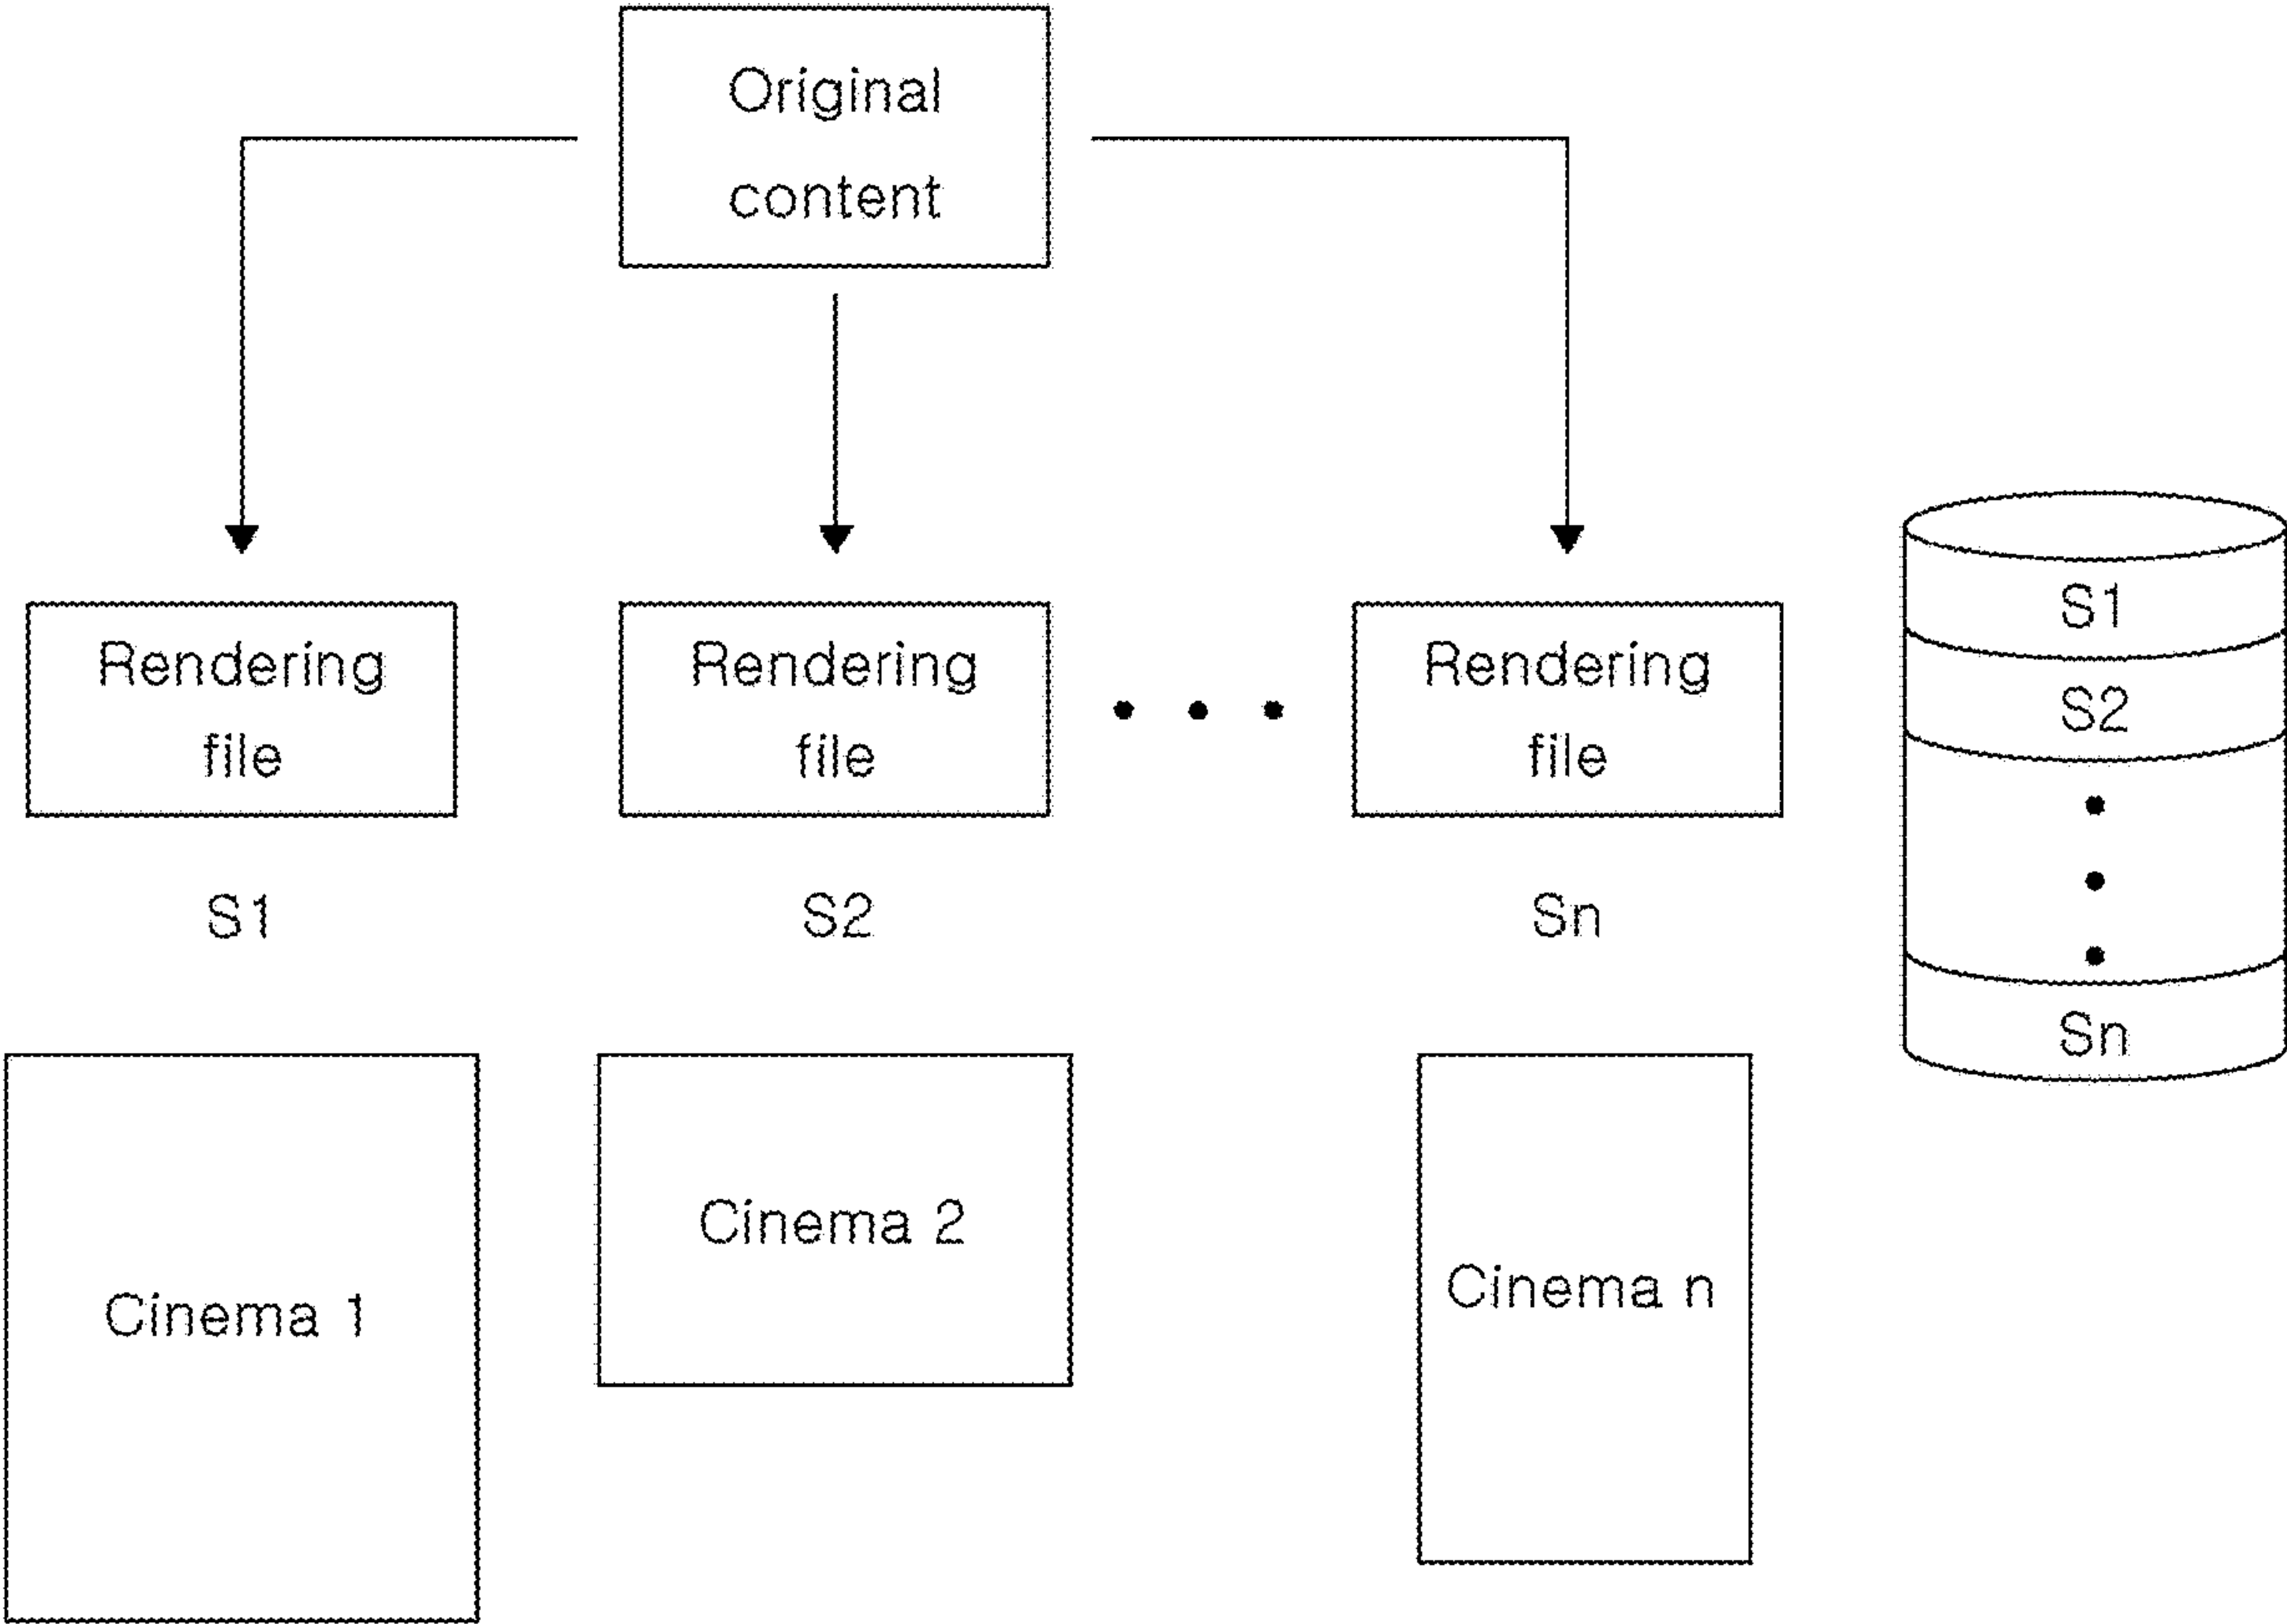 Original
content
Rendering
file
Rendering
file
Rendering
file
S1
S2
Sn
Cinema 1
Cinema 2
Cinema n
S1
S2
Sn